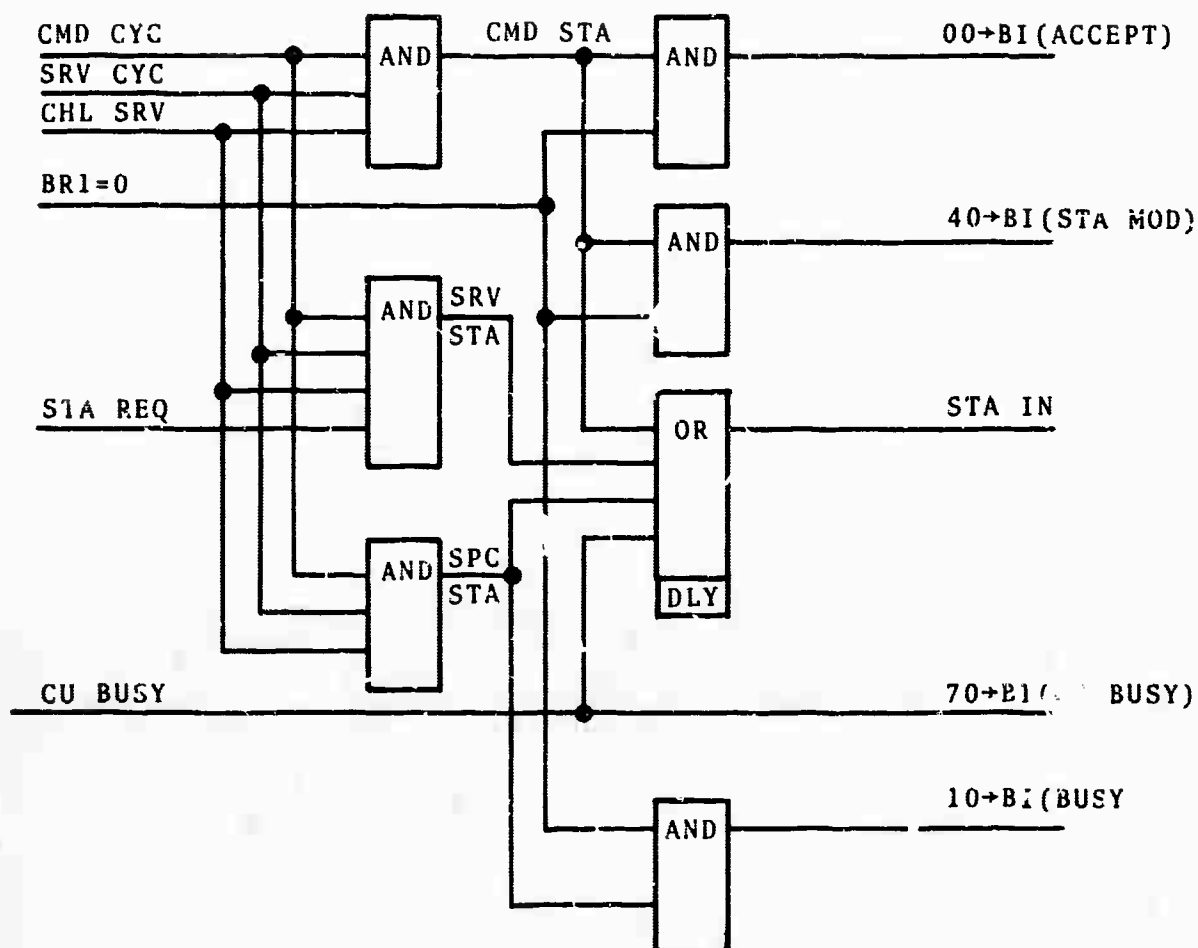 CMD CYC
SRV CYC
CHL SRV
BR1=0
AND
CMD STA
AND
00→BI(ACCEPT)
AND
40→BI(STA MOD)
STA REQ
AND
SRV
STA
OR
DLY
STA IN
AND
SPC
STA
CU BUSY
70→BI( BUSY)
AND
10→BI(BUSY